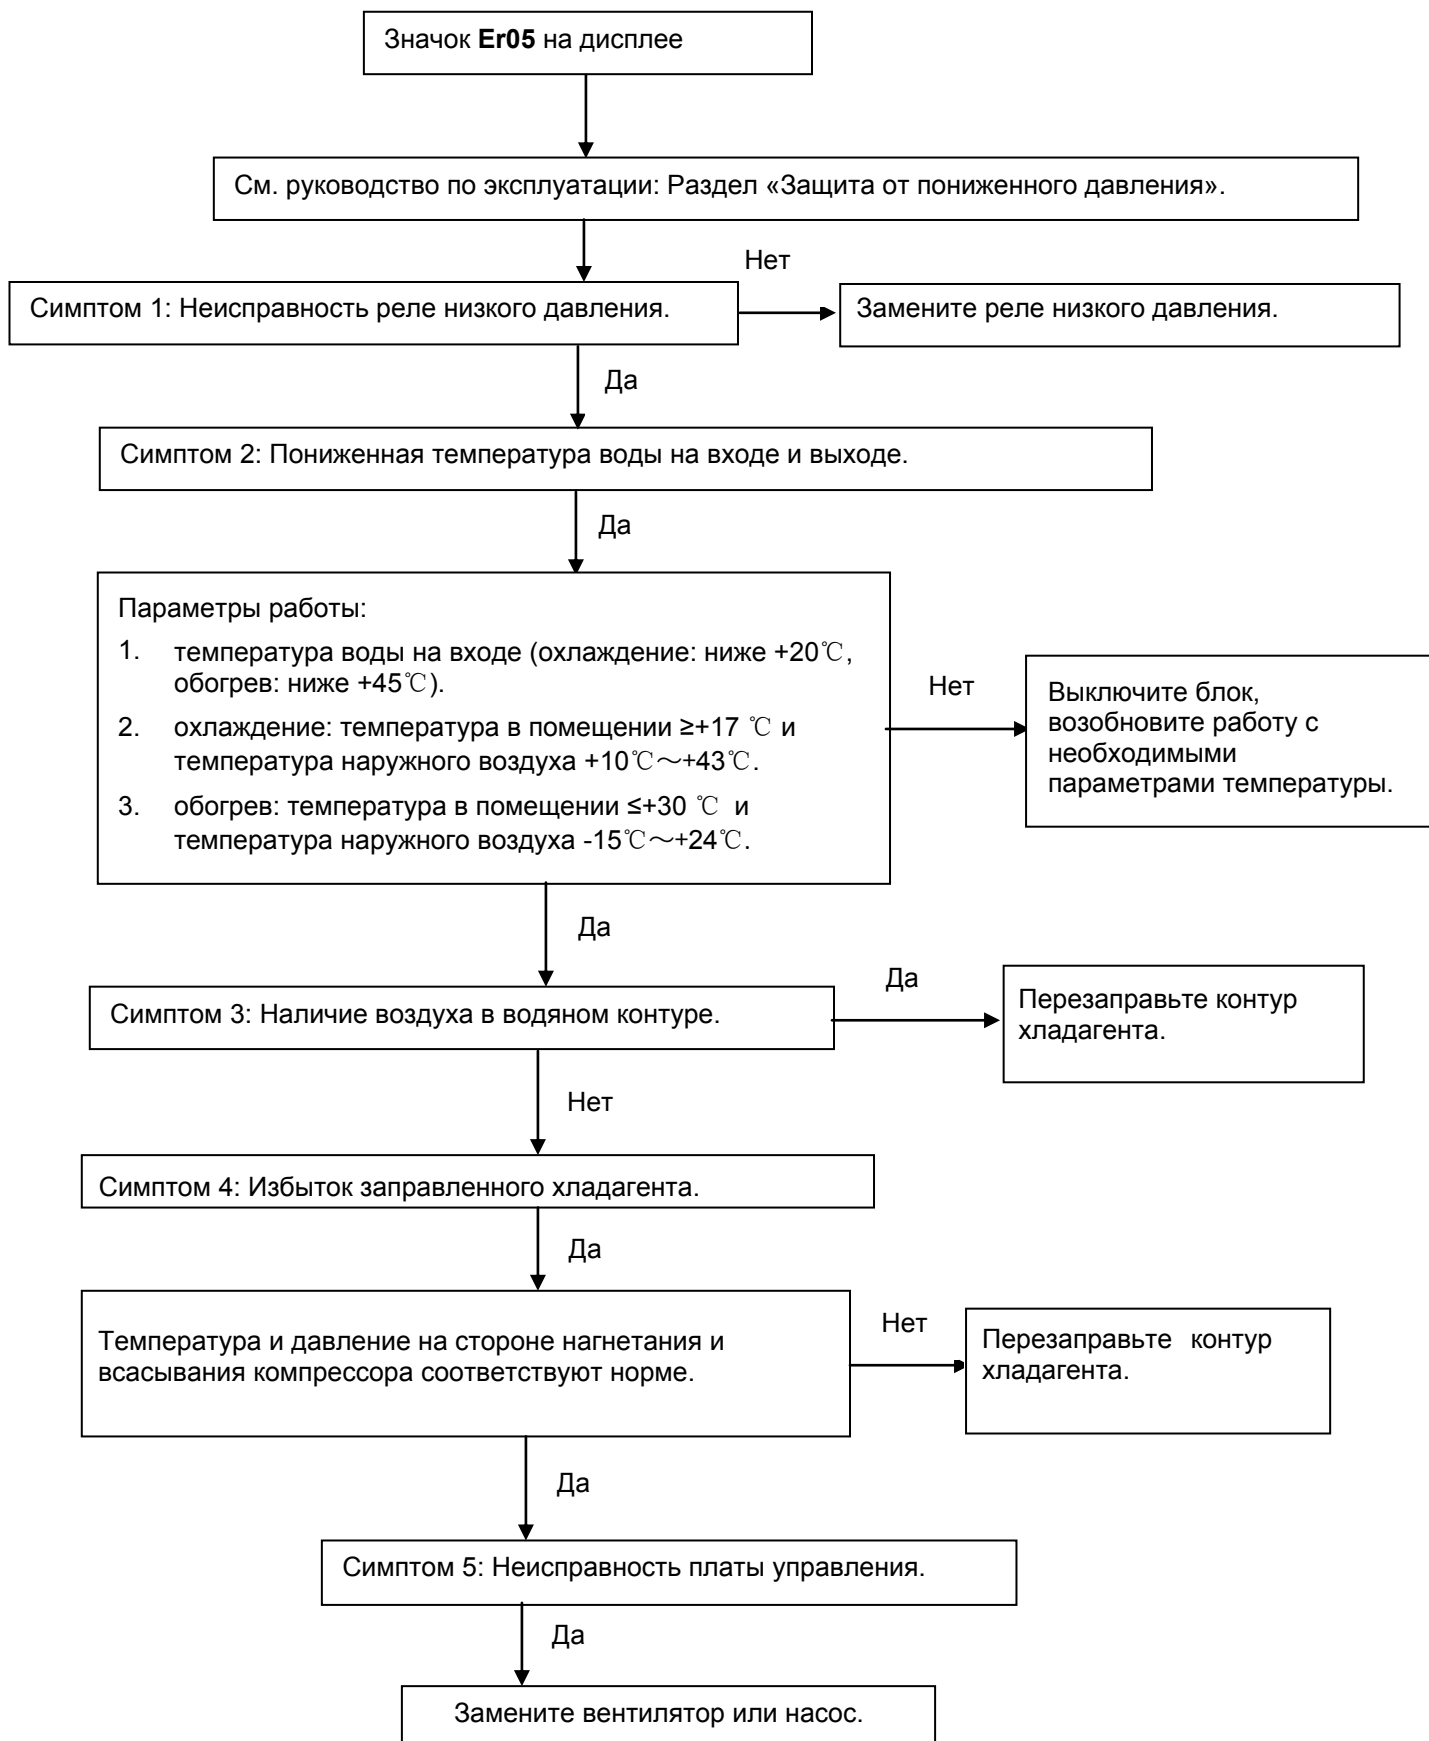 Значок Er05 на дисплее
См. руководство по эксплуатации: Раздел «Защита от пониженного давления».
Нет
Симптом 1: Неисправность реле низкого давления.
Замените реле низкого давления.
Да
Симптом 2: Пониженная температура воды на входе и выходе.
Да
Параметры работы:
1. температура воды на входе (охлаждение: ниже +20℃,
обогрев: ниже +45℃).
2. охлаждение: температура в помещении ≥+17 ℃ и
температура наружного воздуха +10℃～+43℃.
3. обогрев: температура в помещении ≤+30 ℃ и
температура наружного воздуха -15℃～+24℃.
Нет
Выключите блок,
возобновите работу с
необходимыми
параметрами температуры.
Да
Симптом 3: Наличие воздуха в водяном контуре.
Да
Перезаправьте контур
хладагента.
Нет
Симптом 4: Избыток заправленного хладагента.
Да
Температура и давление на стороне нагнетания и
всасывания компрессора соответствуют норме.
Нет
Перезаправьте контур
хладагента.
Да
Симптом 5: Неисправность платы управления.
Да
Замените вентилятор или насос.